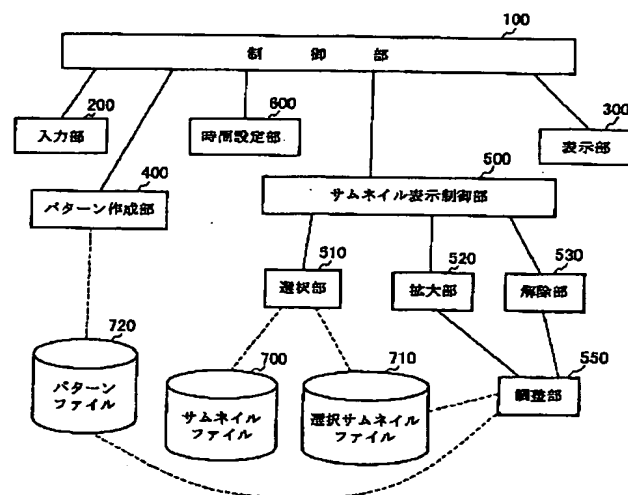 100
制御部
200
入力部
600
時間設定部
300
表示部
400
パターン作成部
500
サムネイル表示制御部
510
選択部
520
拡大部
530
解除部
720
パターン
ファイル
700
サムネイル
ファイル
710
選択サムネイル
ファイル
550
調整部